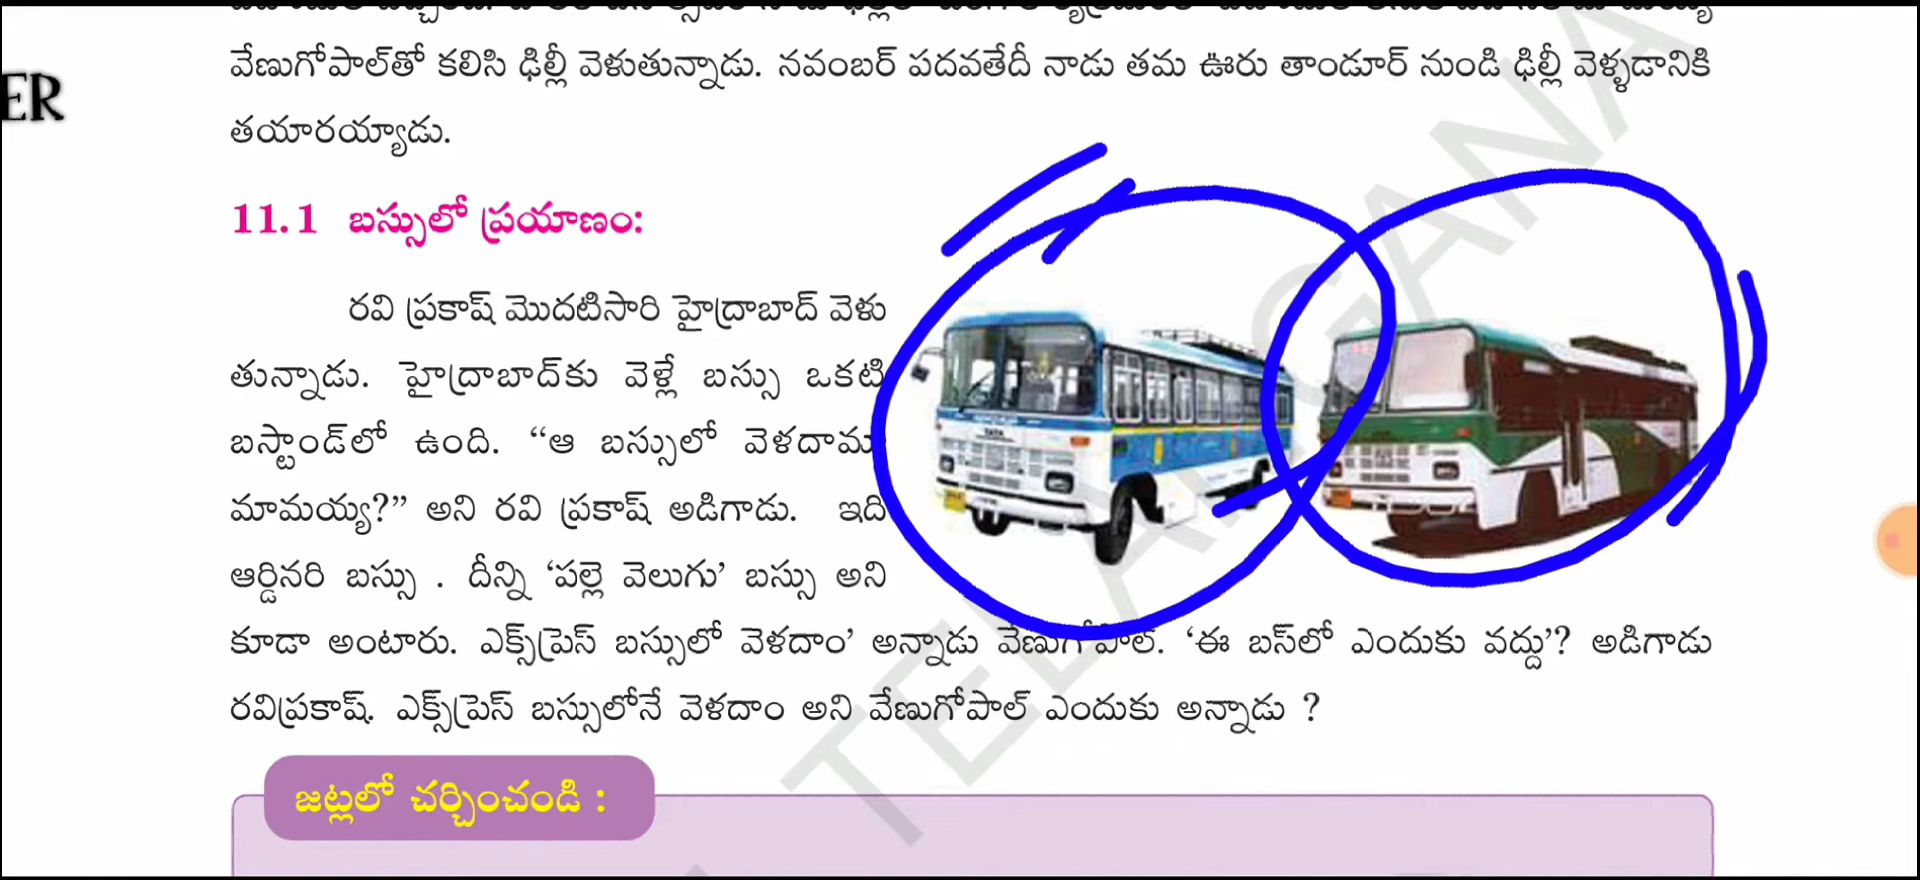 వేణుగోపాల్‌తో కలిసి ఢిల్లీ వెళుతున్నాడు. నవంబర్ పదవతేదీ నాడు తమ ఊరు తాండూర్ నుండి ఢిల్లీ వెళ్ళడానికి
ER
తయారయ్యాడు.
11.1 బస్సులో ప్రయాణం:
రవి ప్రకాష్ మొదటిసారి హైద్రాబాద్ వెళు
తున్నాడు. హైద్రాబాద్‌కు వెళ్లే బస్సు ఒకటి
బస్టాండ్‌లో ఉంది. “ఆ బస్సులో వెళదామా
మామయ్య?” అని రవి ప్రకాష్ అడిగాడు. ఇది
ఆర్డినరి బస్సు . దీన్ని ‘పల్లె వెలుగు’ బస్సు అని
కూడా అంటారు. ఎక్స్‌ప్రెస్ బస్సులో వెళదాం’ అన్నాడు వేణుగోపాల్. ‘ఈ బస్‌లో ఎందుకు వద్దు’? అడిగాడు
రవిప్రకాష్. ఎక్స్‌ప్రెస్ బస్సులోనే వెళదాం అని వేణుగోపాల్ ఎందుకు అన్నాడు ?
జట్లలో చర్చించండి :
TELANGANA